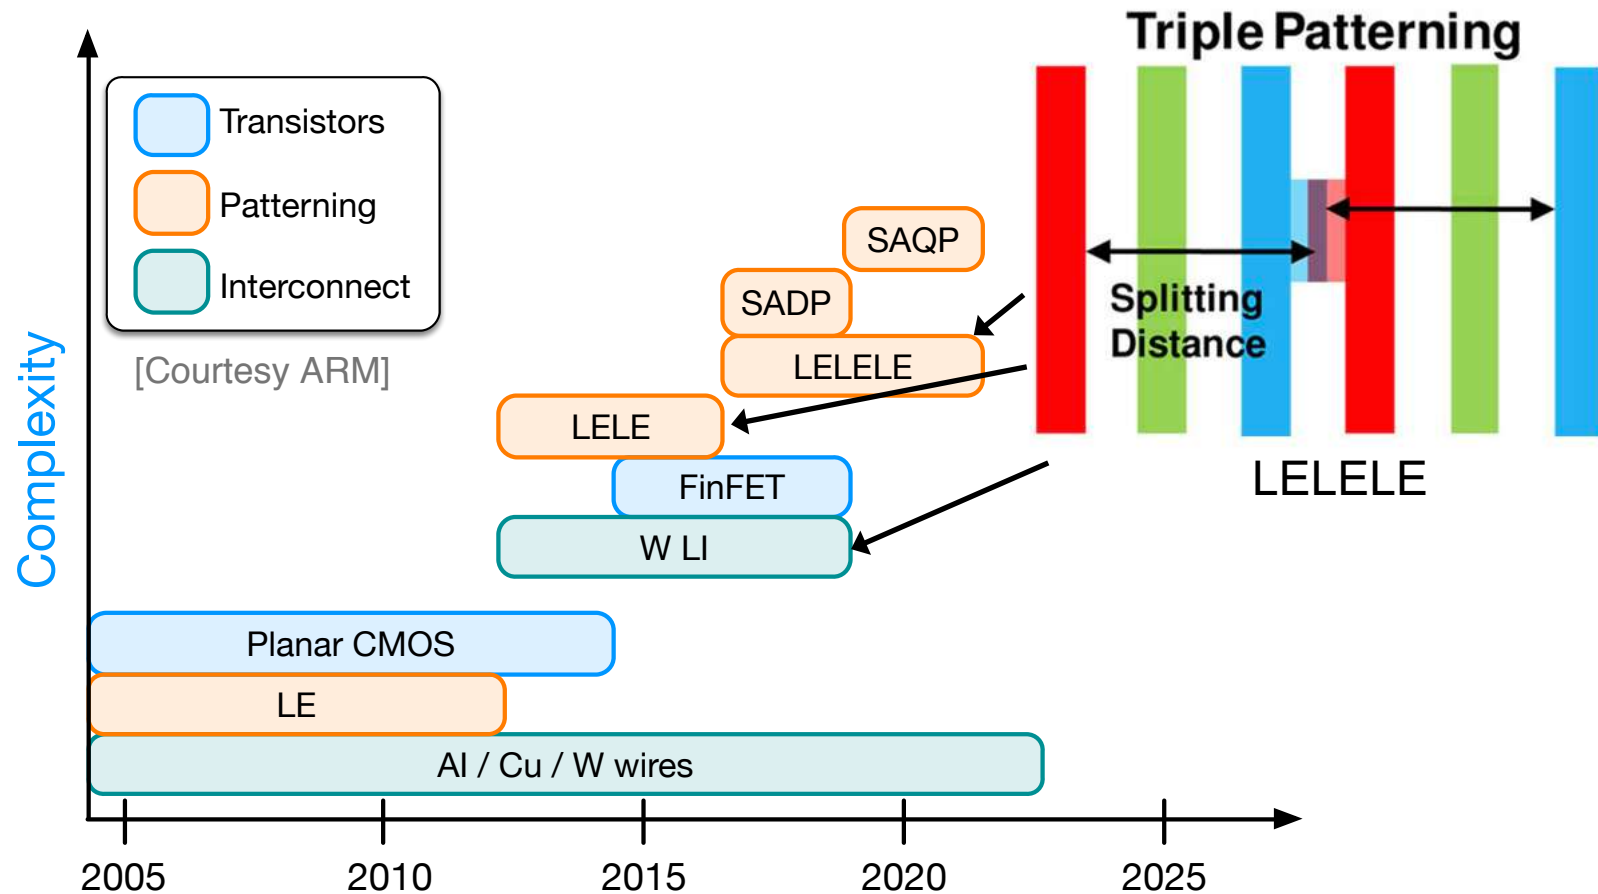 Triple Patterning
Transistors
Patterning
Interconnect
[Courtesy ARM]
Complexity
SAQP
SADP
Splitting
Distance
LELELE
LELE
LELELE
FinFET
W LI
Planar CMOS
LE
Al / Cu / W wires
2005
2010
2015
2020
2025